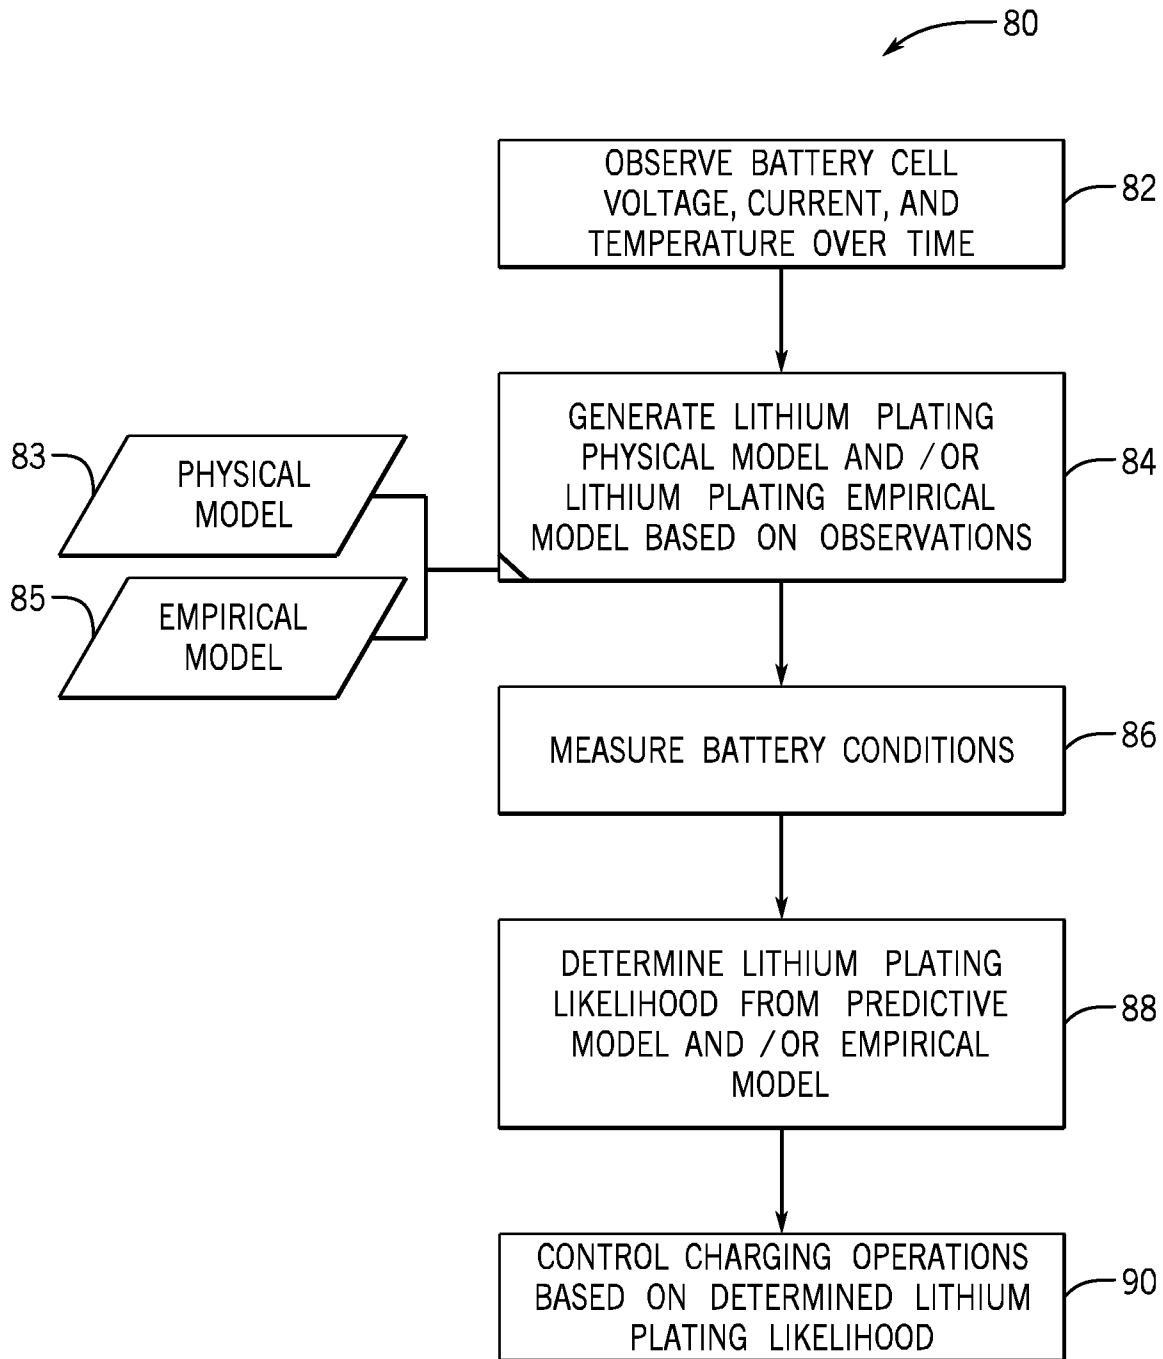 80
OBSERVE BATTERY CELL
VOLTAGE, CURRENT, AND
TEMPERATURE OVER TIME
82
GENERATE LITHIUM PLATING
PHYSICAL MODEL AND /OR
LITHIUM PLATING EMPIRICAL
MODEL BASED ON OBSERVATIONS
84
83
PHYSICAL
MODEL
85
EMPIRICAL
MODEL
MEASURE BATTERY CONDITIONS
86
DETERMINE LITHIUM PLATING
LIKELIHOOD FROM PREDICTIVE
MODEL AND /OR EMPIRICAL
MODEL
88
CONTROL CHARGING OPERATIONS
BASED ON DETERMINED LITHIUM
PLATING LIKELIHOOD
90